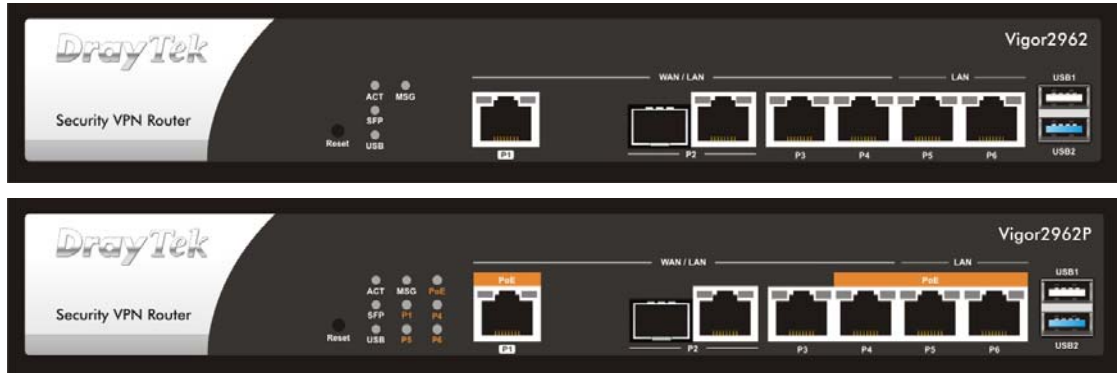 DrayTek
Vigor2962
WAN / LAN
LAN
USB1
ACT MSG
SFP
Security VPN Router
Reset
USB
USB2
P1
P2
P3
P4
P5
P6
DrayTek
Vigor2962P
WAN / LAN
LAN
USB1
PoE
PoE
ACT MSG PoE
SFP P1 P4
Security VPN Router
Reset
USB P5 P6
USB2
P1
P2
P3
P4
P5
P6